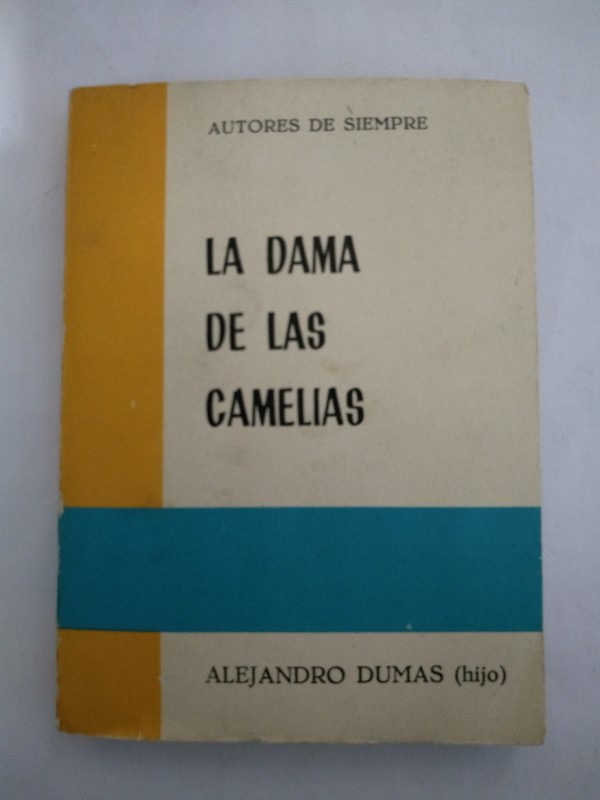 AUTORES DE SIEMPRE
LA DAMA
DE LAS
CAMELIAS
ALEJANDRO DUMAS (hijo)